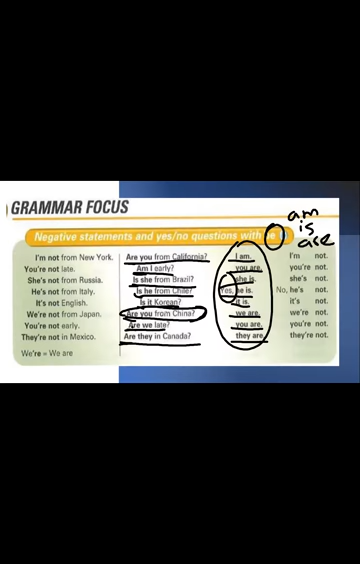 GRAMMAR FOCUS
am
is
are
Negative statements and yes/no questions with be
I'm not from New York. Are you from California? I am. I'm not.
You're not late. Am I early? you are. you're not.
She's not from Russia. Is she from Brazil? she is. she's not.
He's not from Italy. Is he from Chile? Yes, he is. No, he's not.
It's not English. Is it Korean? it is. it's not.
We're not from Japan. Are you from China? we are. we're not.
You're not early. Are we late? you are. you're not.
They're not in Mexico. Are they in Canada? they are. they're not.
We're = We are